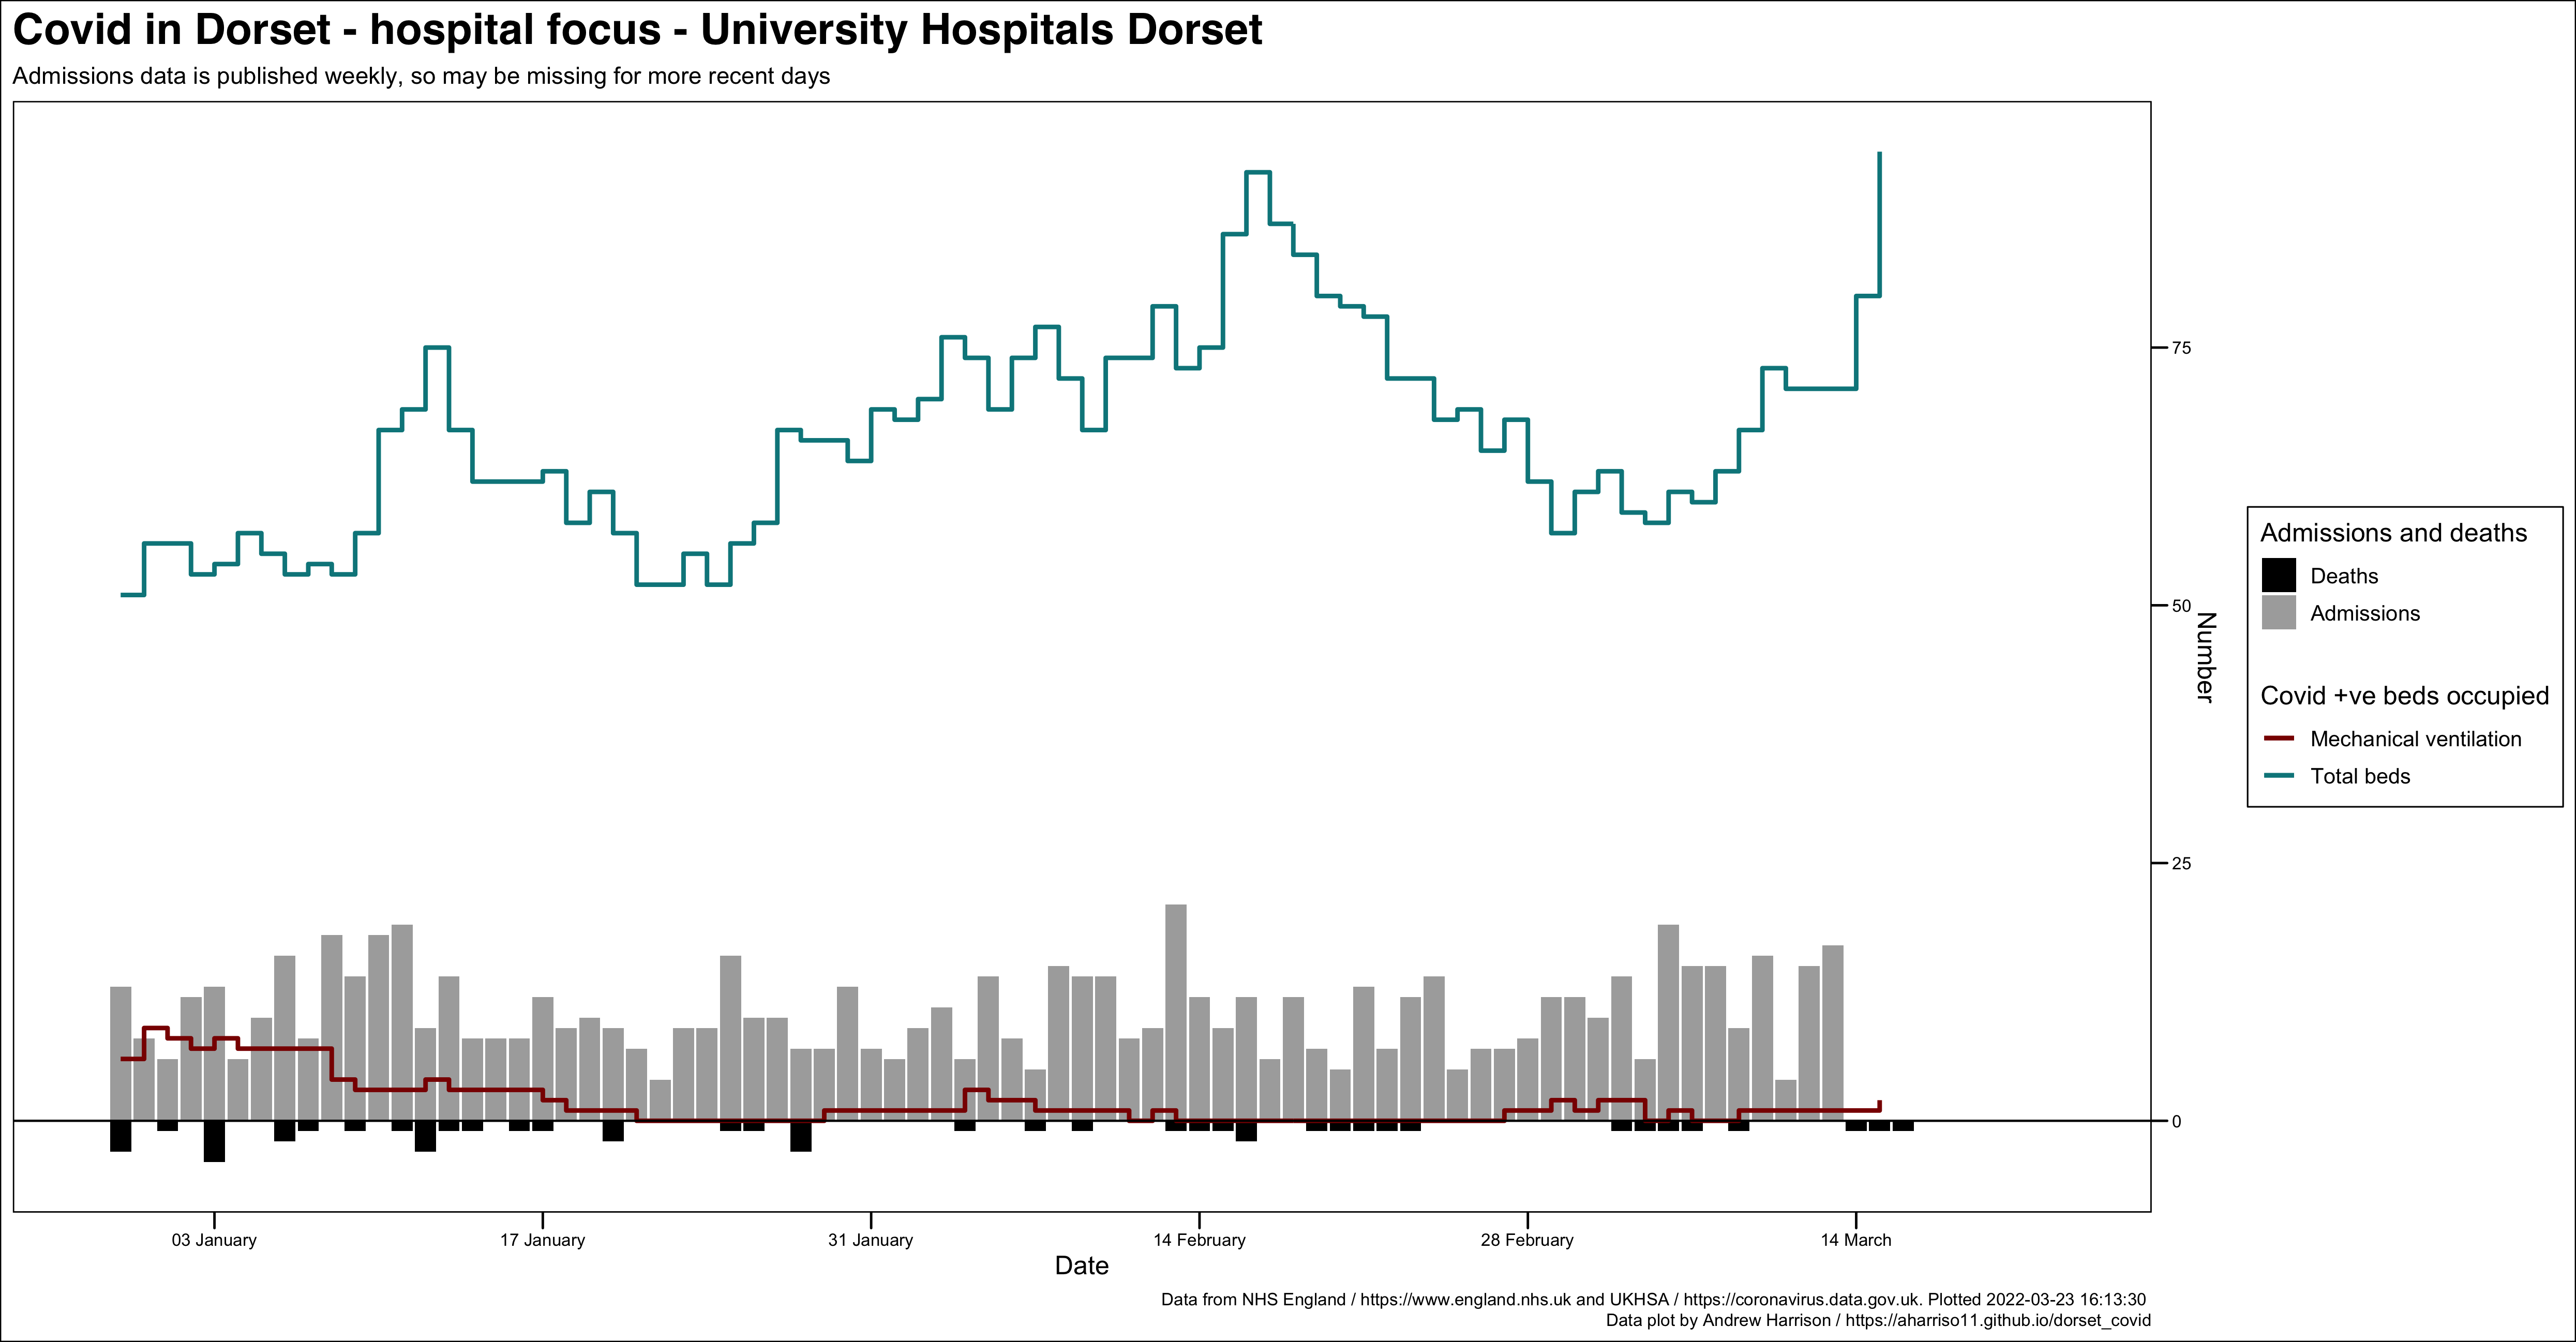 Covid in Dorset - hospital focus - University Hospitals Dorset
Admissions data is published weekly, so may be missing for more recent days
75
50
25
0
Number
Admissions and deaths
Deaths
Admissions
Covid +ve beds occupied
Mechanical ventilation
Total beds
03 January
17 January
31 January
14 February
28 February
14 March
Date
Data from NHS England / https://www.england.nhs.uk and UKHSA / https://coronavirus.data.gov.uk. Plotted 2022-03-23 16:13:30
Data plot by Andrew Harrison / https://aharriso11.github.io/dorset_covid